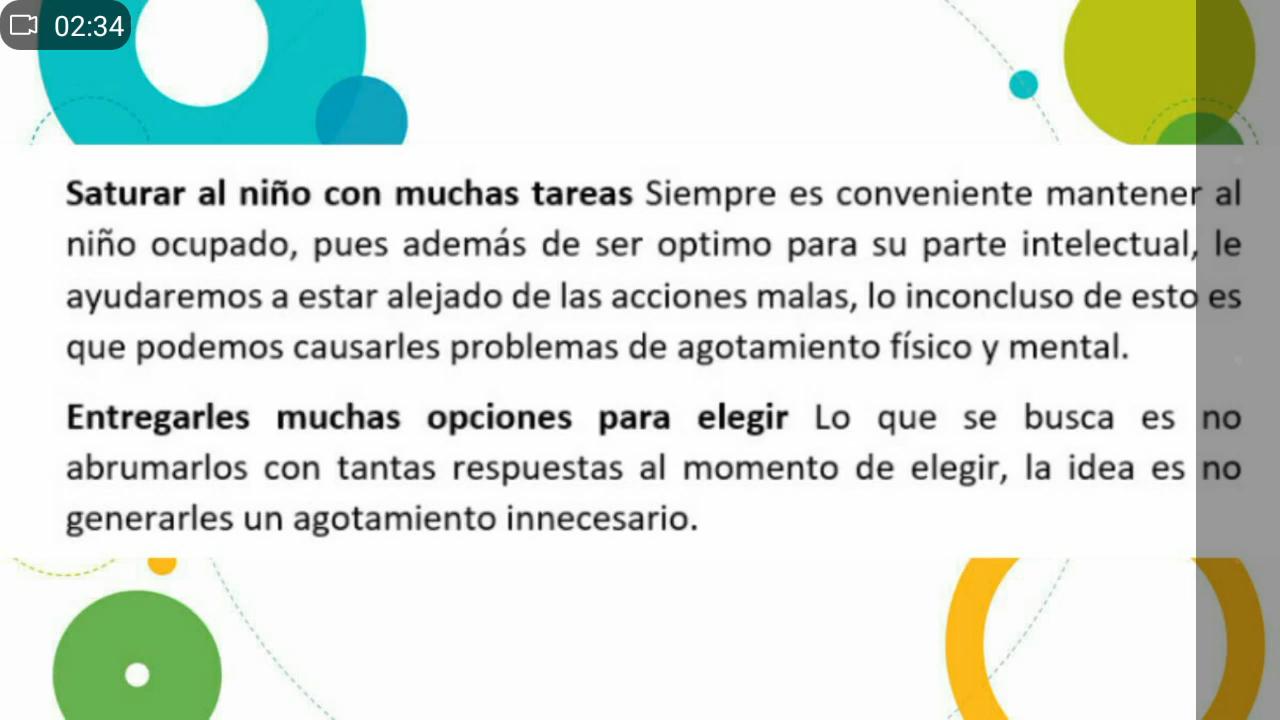 02:34
Saturar al niño con muchas tareas Siempre es conveniente mantener al
niño ocupado, pues además de ser optimo para su parte intelectual, le
ayudaremos a estar alejado de las acciones malas, lo inconcluso de esto es
que podemos causarles problemas de agotamiento físico y mental.
Entregarles muchas opciones para elegir Lo que se busca es no
abrumarlos con tantas respuestas al momento de elegir, la idea es no
generarles un agotamiento innecesario.